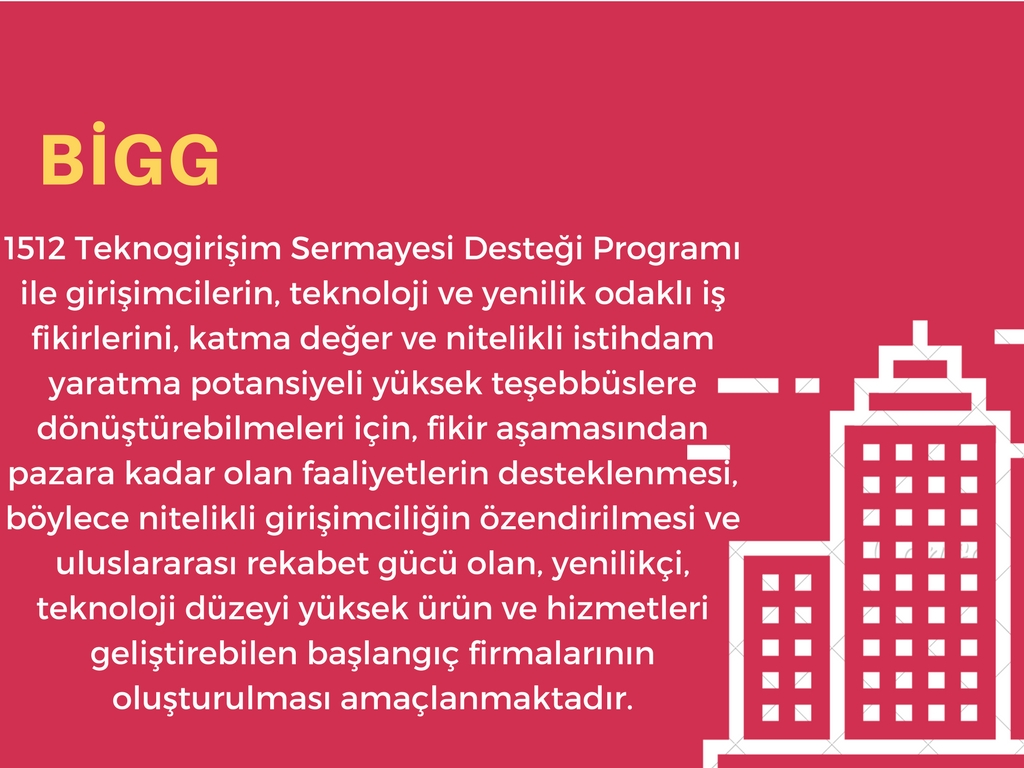 BİGG
1512 Teknogirişim Sermayesi Desteği Programı
ile girişimcilerin, teknoloji ve yenilik odaklı iş
fikirlerini, katma değer ve nitelikli istihdam
yaratma potansiyeli yüksek teşebbüslere
dönüştürebilmeleri için, fikir aşamasından
pazara kadar olan faaliyetlerin desteklenmesi,
böylece nitelikli girişimciliğin özendirilmesi ve
uluslararası rekabet gücü olan, yenilikçi,
teknoloji düzeyi yüksek ürün ve hizmetleri
geliştirebilen başlangıç firmalarının
oluşturulması amaçlanmaktadır.